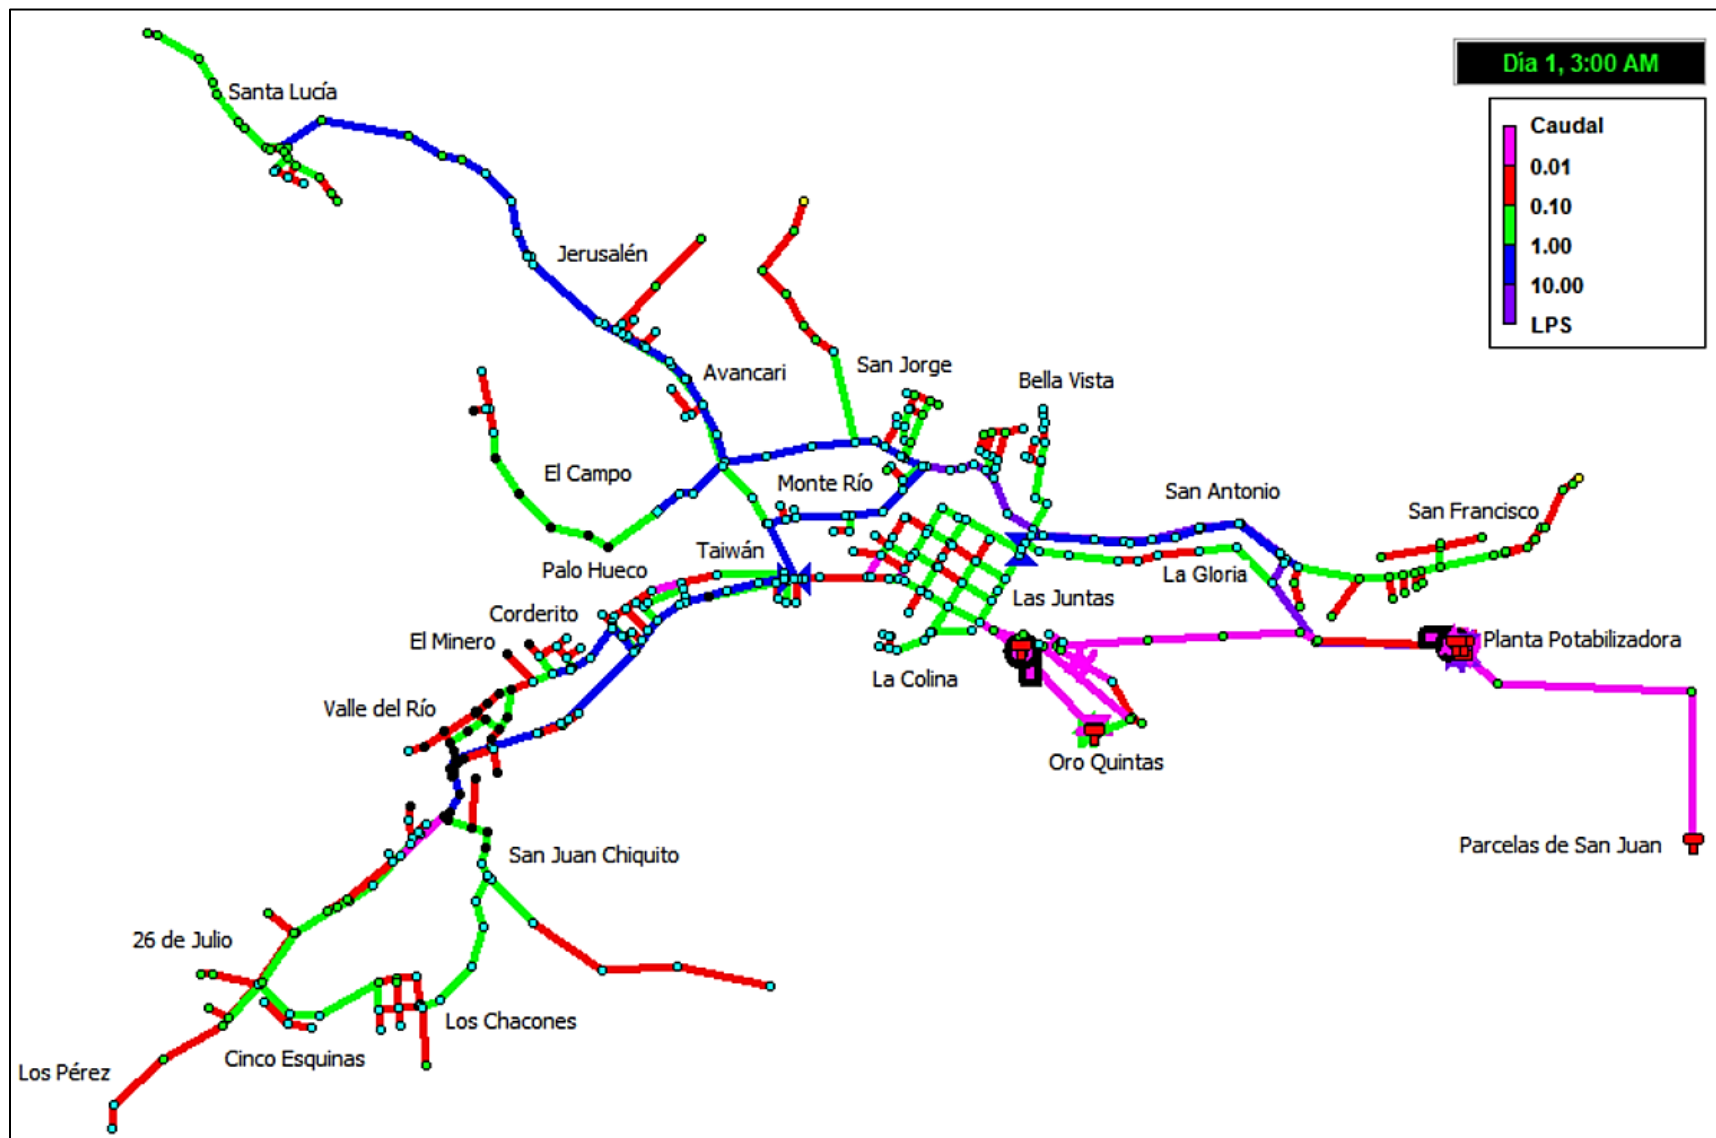 Día 1, 3:00 AM
Caudal
0.01
0.10
1.00
10.00
LPS
Santa Lucía
Jerusalén
Avancari
San Jorge
Bella Vista
El Campo
Monte Río
San Antonio
San Francisco
Taiwán
Palo Hueco
La Gloria
Las Juntas
Corderito
El Minero
Planta Potabilizadora
La Colina
Valle del Río
Oro Quintas
San Juan Chiquito
Parcelas de San Juan
26 de Julio
Los Chacones
Cinco Esquinas
Los Pérez